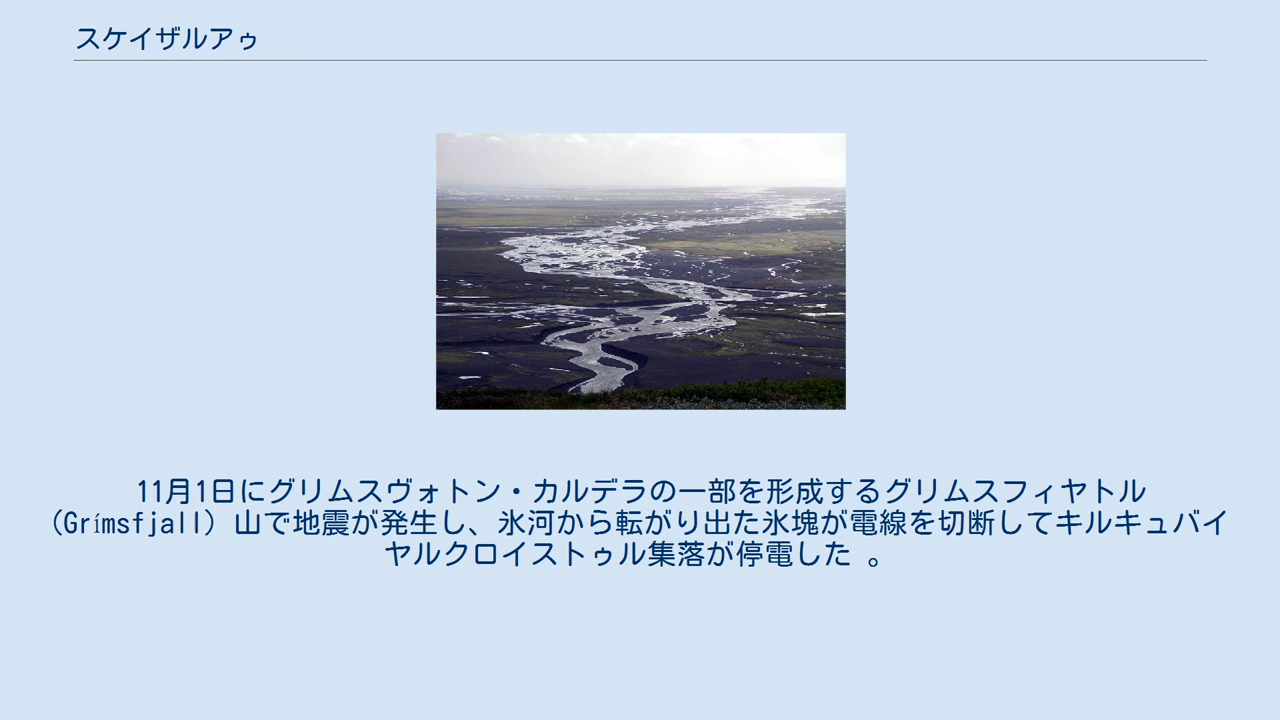 スケイザルアゥ
11月1日にグリムスヴォトン・カルデラの一部を形成するグリムスフィヤトル
（Grímsfjall）山で地震が発生し、氷河から転がり出た氷塊が電線を切断してキルキュバイ
ヤルクロイストゥル集落が停電した 。